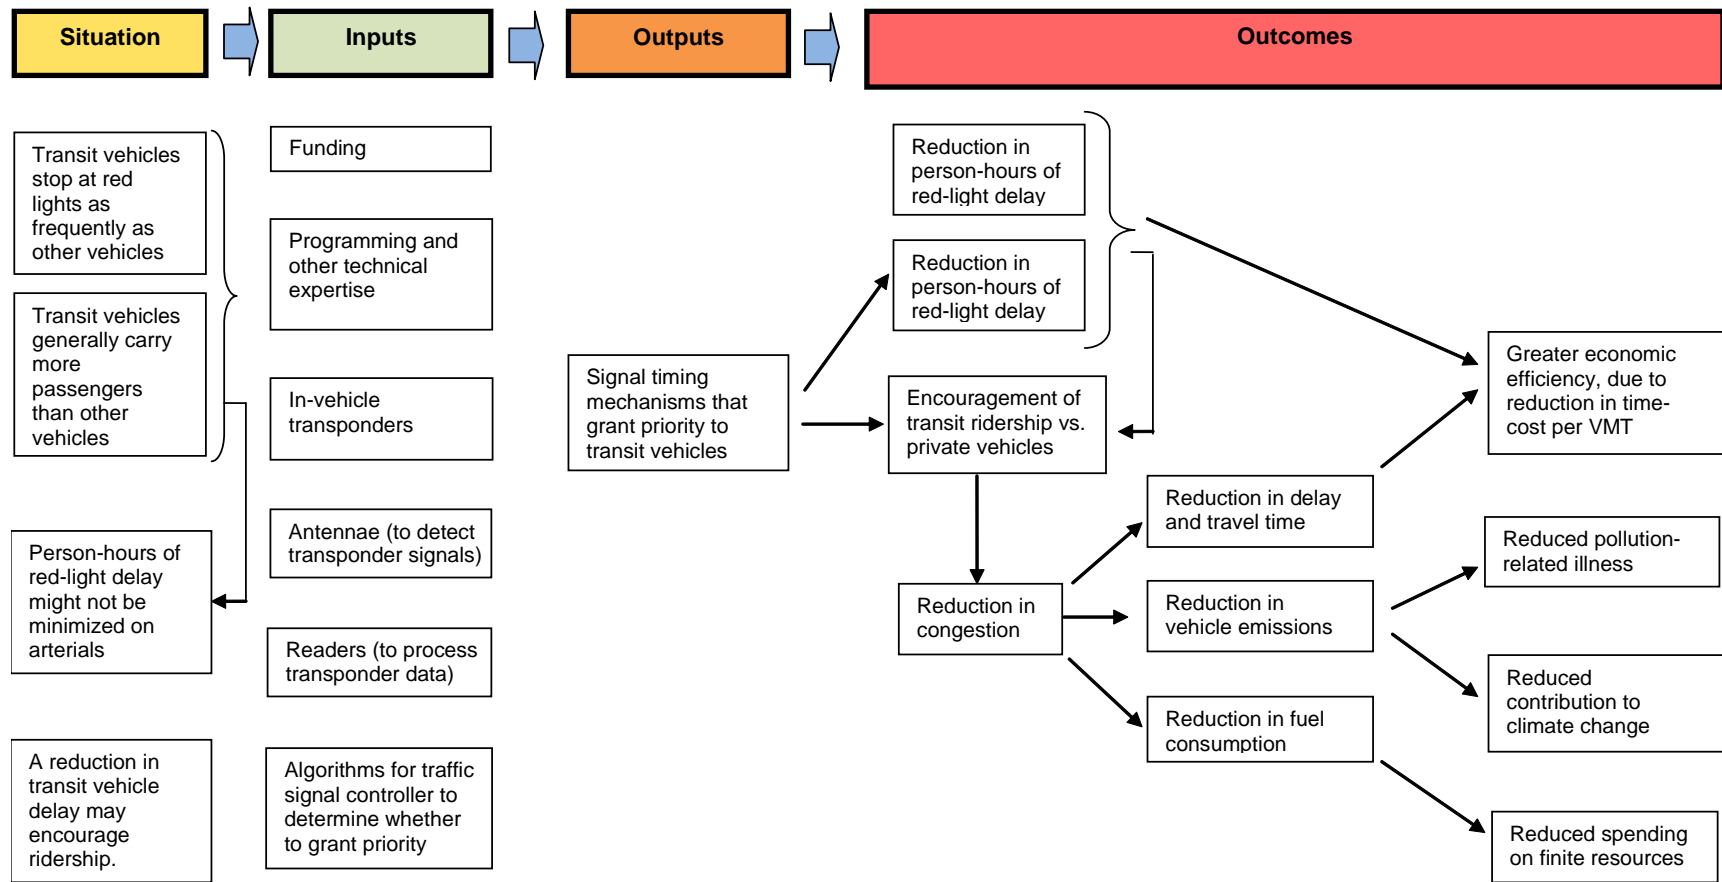 Situation
Inputs
Outputs
Outcomes
Transit vehicles
stop at red
lights as
frequently as
other vehicles
Transit vehicles
generally carry
more
passengers
than other
vehicles
Person-hours of
red-light delay
might not be
minimized on
arterials
A reduction in
transit vehicle
delay may
encourage
ridership.
Funding
Programming and
other technical
expertise
In-vehicle
transponders
Antennae (to detect
transponder signals)
Readers (to process
transponder data)
Algorithms for traffic
signal controller to
determine whether
to grant priority
Signal timing
mechanisms that
grant priority to
transit vehicles
Reduction in
person-hours of
red-light delay
Reduction in
person-hours of
red-light delay
Encouragement of
transit ridership vs.
private vehicles
Reduction in
congestion
Reduction in delay
and travel time
Reduction in
vehicle emissions
Reduction in fuel
consumption
Greater economic
efficiency, due to
reduction in time-
cost per VMT
Reduced pollution-
related illness
Reduced
contribution to
climate change
Reduced spending
on finite resources